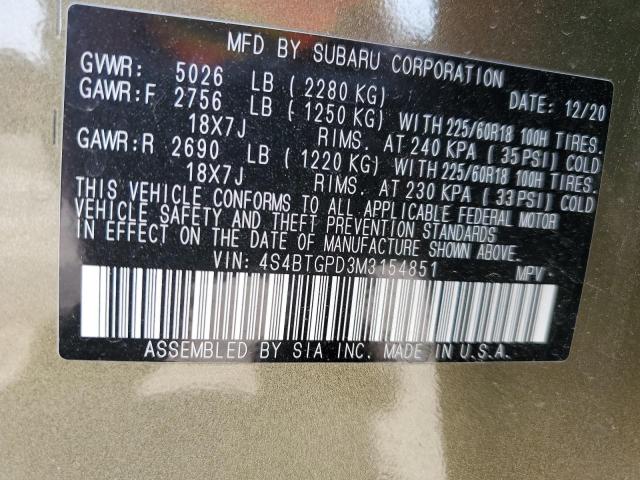 MFD BY SUBARU CORPORATION
GVWR: 5026 LB ( 2280 KG) DATE: 12/20
GAWR:F 2756 LB ( 1250 KG) WITH 225/60R18 100H TIRES.
18X7J RIMS. AT 240 KPA ( 35 PSI) COLD
GAWR:R 2690 LB ( 1220 KG) WITH 225/60R18 100H TIRES.
18X7J RIMS. AT 230 KPA ( 33 PSI) COLD
THIS VEHICLE CONFORMS TO ALL APPLICABLE FEDERAL MOTOR
VEHICLE SAFETY AND THEFT PREVENTION STANDARDS
IN EFFECT ON THE DATE OF MANUFACTURE SHOWN ABOVE.
VIN: 4S4BTGPD3M3154851 MPV
ASSEMBLED BY SIA INC. MADE IN U.S.A.